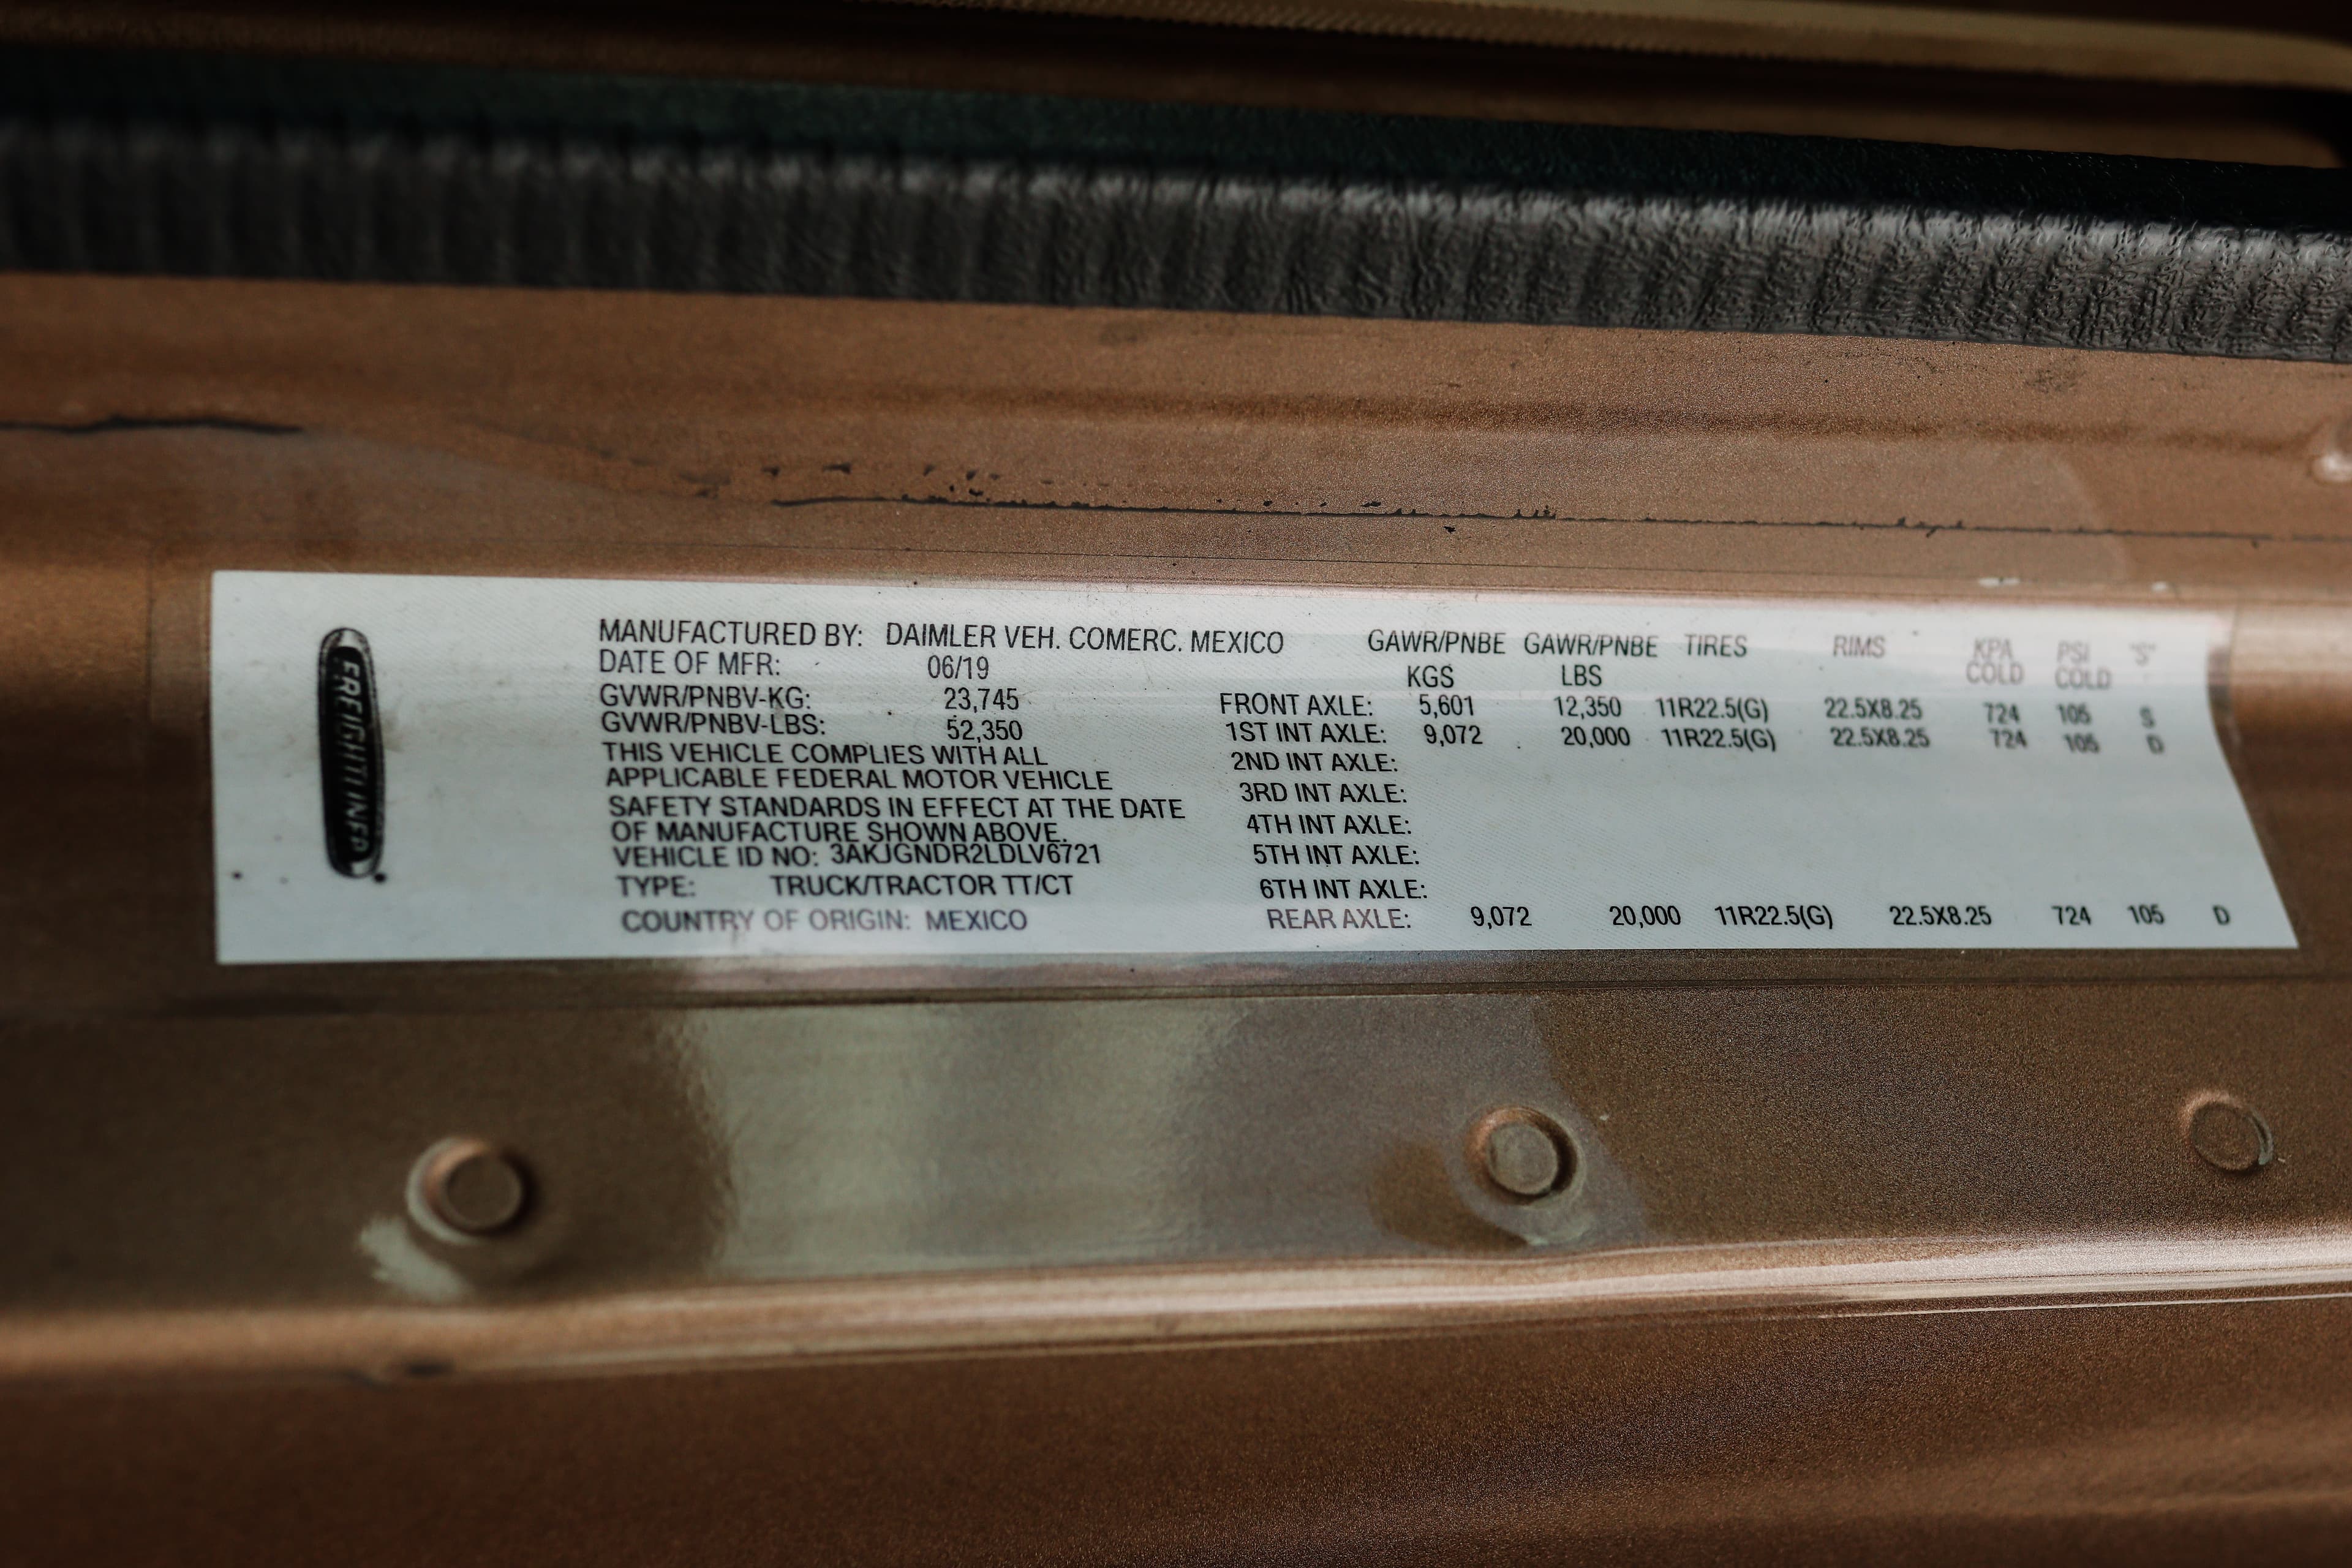 FREIGHTLINER
MANUFACTURED BY: DAIMLER VEH. COMERC. MEXICO
DATE OF MFR: 06/19
GVWR/PNBV-KG: 23,745
GVWR/PNBV-LBS: 52,350
THIS VEHICLE COMPLIES WITH ALL
APPLICABLE FEDERAL MOTOR VEHICLE
SAFETY STANDARDS IN EFFECT AT THE DATE
OF MANUFACTURE SHOWN ABOVE.
VEHICLE ID NO: 3AKJGNDR2LDLV6721
TYPE: TRUCK/TRACTOR TT/CT
COUNTRY OF ORIGIN: MEXICO
GAWR/PNBE GAWR/PNBE TIRES RIMS KPA PSI "S"
KGS LBS COLD COLD
FRONT AXLE: 5,601 12,350 11R22.5(G) 22.5X8.25 724 105 S
1ST INT AXLE: 9,072 20,000 11R22.5(G) 22.5X8.25 724 105 D
2ND INT AXLE:
3RD INT AXLE:
4TH INT AXLE:
5TH INT AXLE:
6TH INT AXLE:
REAR AXLE: 9,072 20,000 11R22.5(G) 22.5X8.25 724 105 D